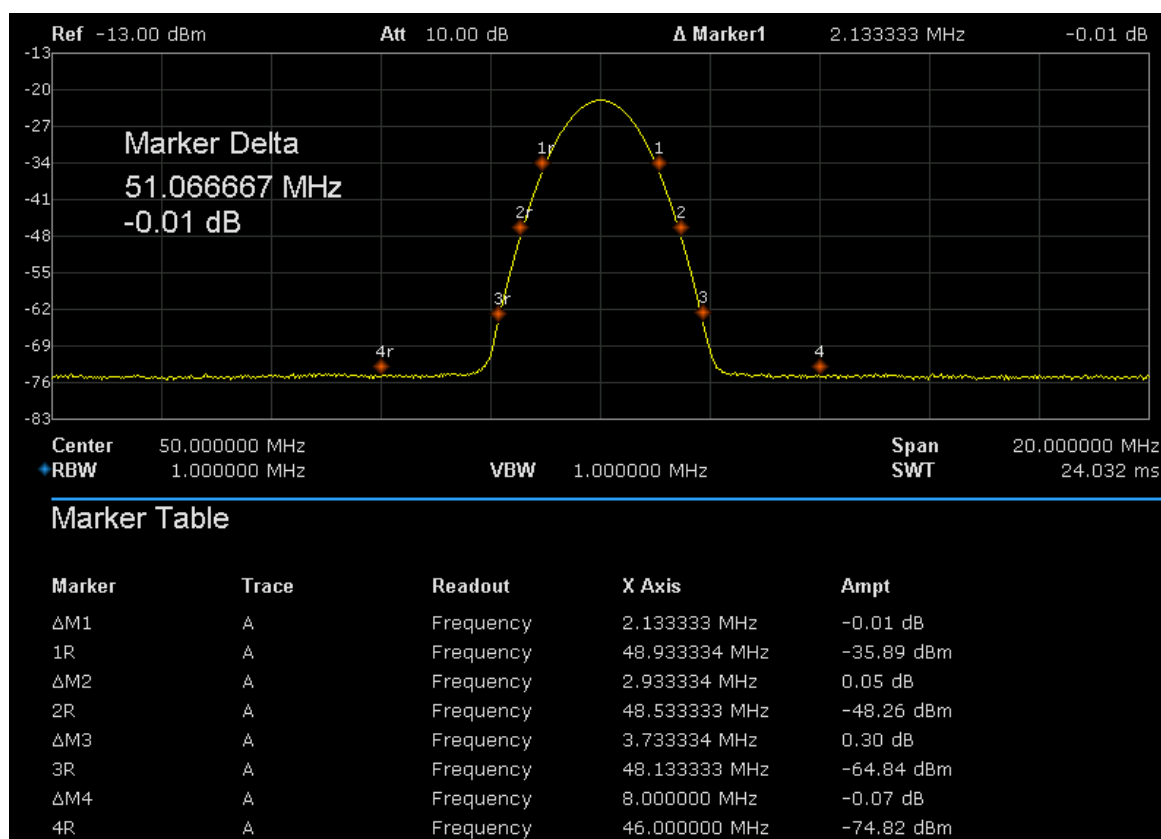 Ref -13.00 dBm Att 10.00 dB Δ Marker1 2.133333 MHz -0.01 dB
-13
-20
-27
Marker Delta
1r 1
-34
51.066667 MHz
-41
-0.01 dB
2r 2
-48
-55
3r 3
-62
-69
4r 4
-76
-83
Center 50.000000 MHz Span 20.000000 MHz
RBW 1.000000 MHz VBW 1.000000 MHz SWT 24.032 ms
Marker Table
Marker Trace Readout X Axis Ampt
ΔM1 A Frequency 2.133333 MHz -0.01 dB
1R A Frequency 48.933334 MHz -35.89 dBm
ΔM2 A Frequency 2.933334 MHz 0.05 dB
2R A Frequency 48.533333 MHz -48.26 dBm
ΔM3 A Frequency 3.733334 MHz 0.30 dB
3R A Frequency 48.133333 MHz -64.84 dBm
ΔM4 A Frequency 8.000000 MHz -0.07 dB
4R A Frequency 46.000000 MHz -74.82 dBm